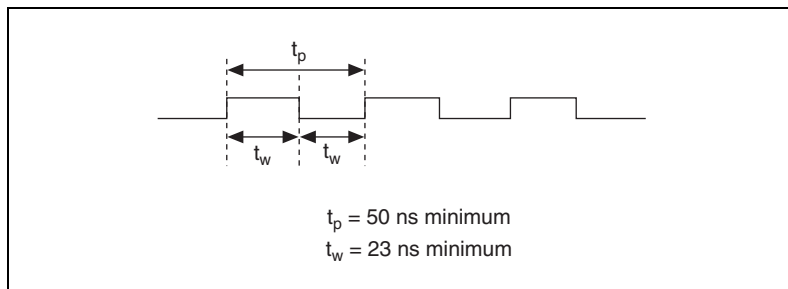 tp
tw tw
tp = 50 ns minimum
tw = 23 ns minimum